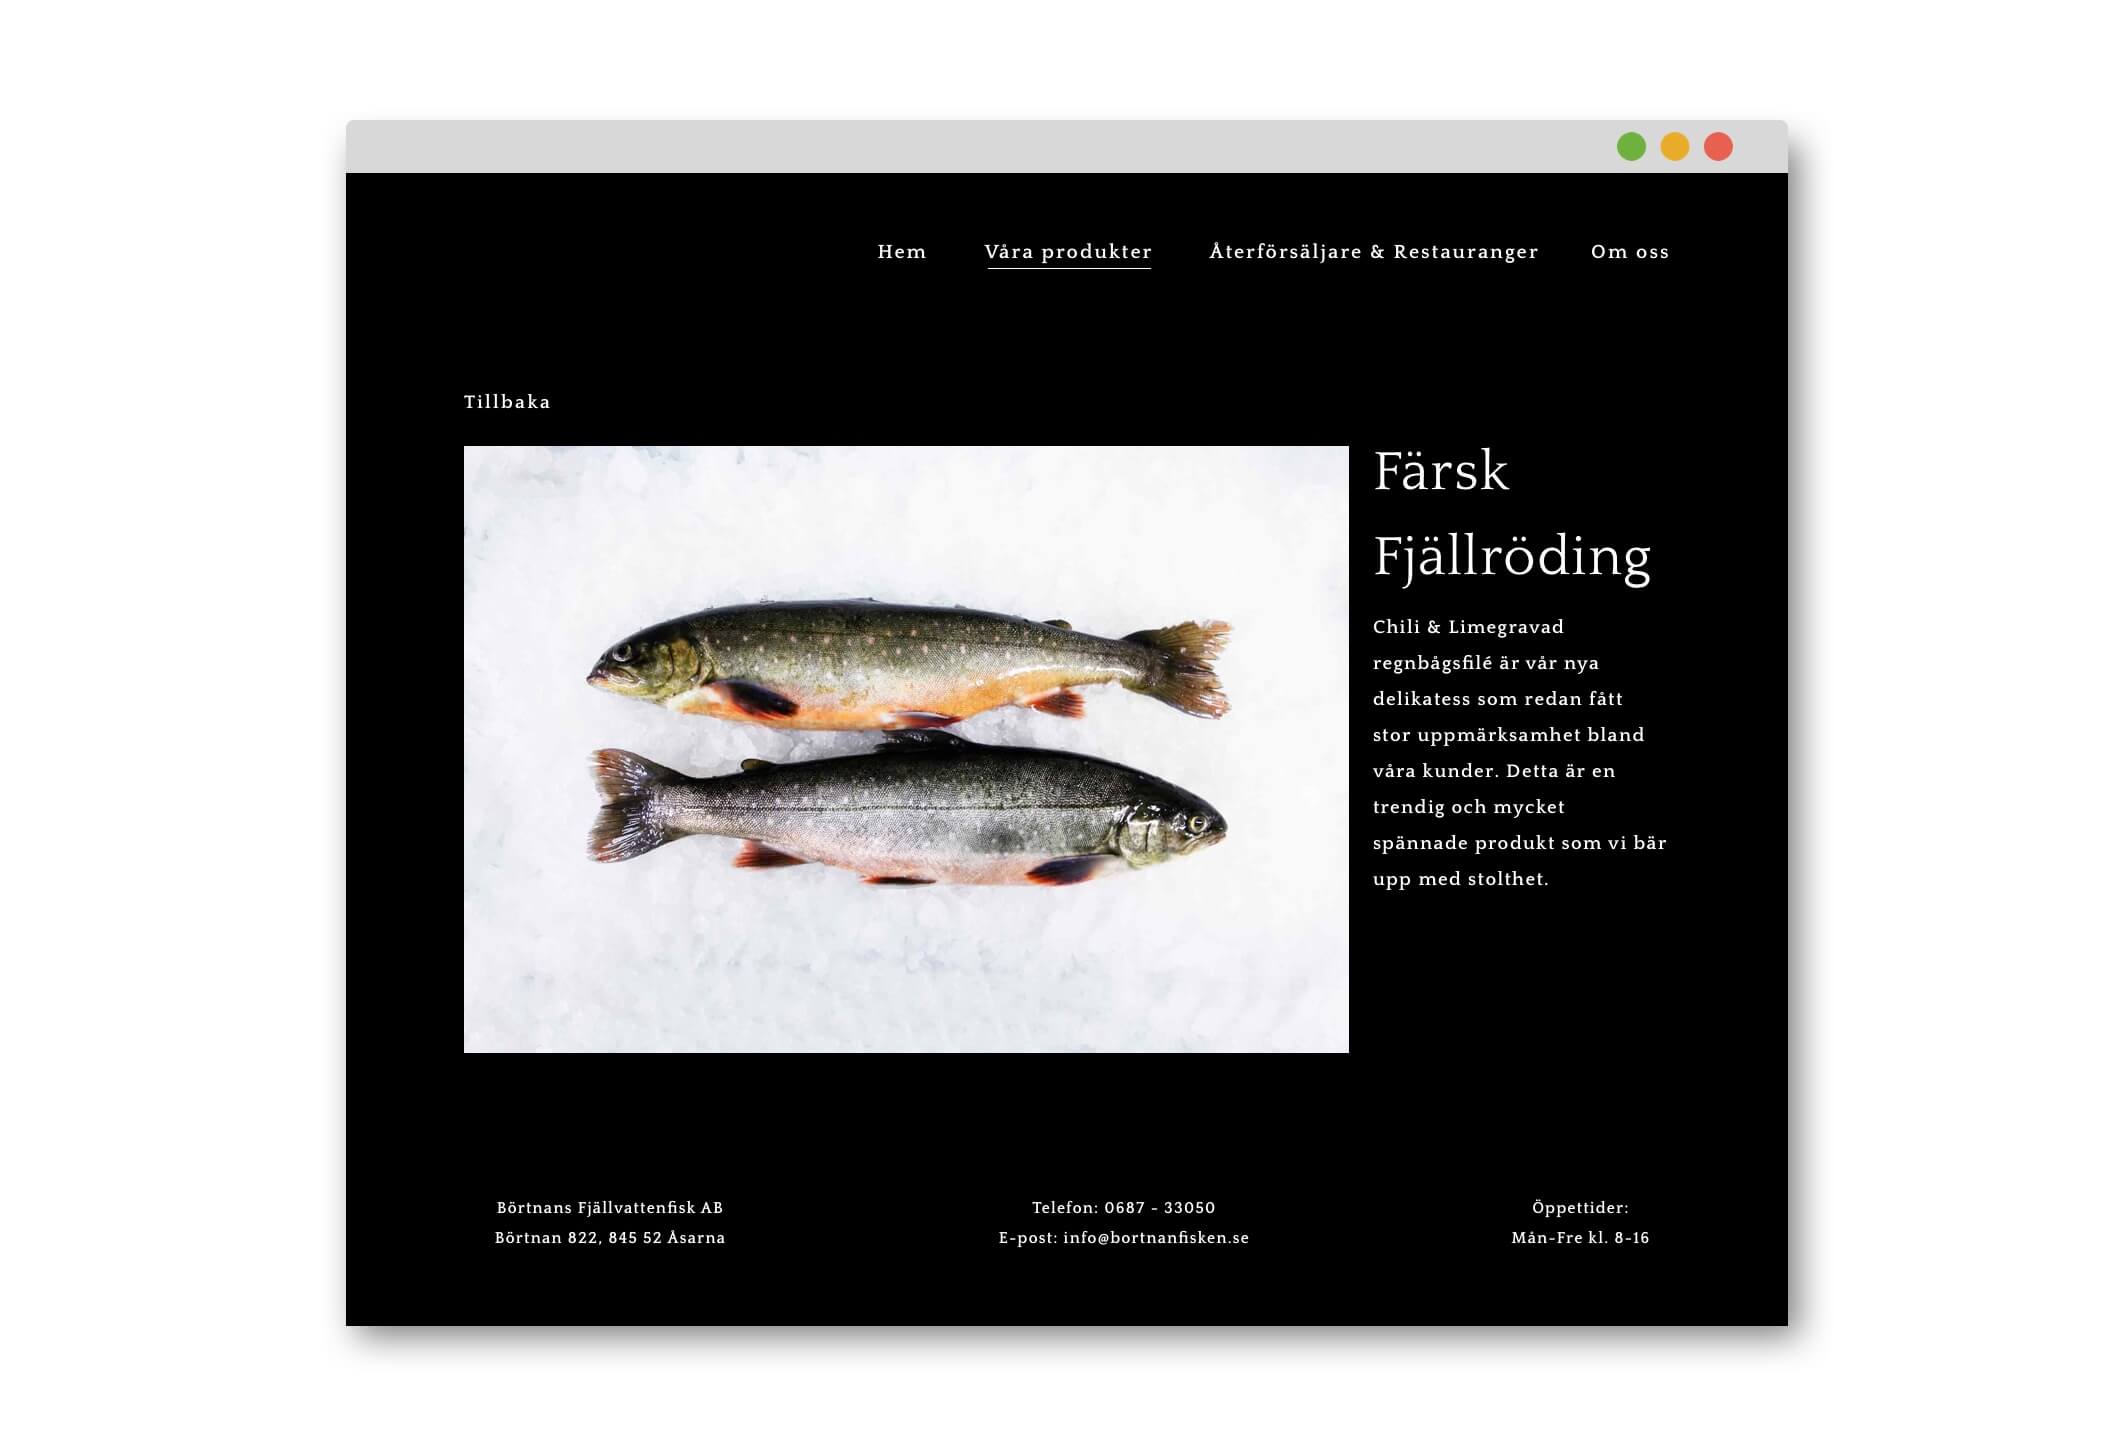 Hem Våra produkter Återförsäljare & Restauranger Om oss
Tillbaka
Färsk
Fjällröding
Chili & Limegravad
regnbågsfilé är vår nya
delikatess som redan fått
stor uppmärksamhet bland
våra kunder. Detta är en
trendig och mycket
spännade produkt som vi bär
upp med stolthet.
Börtnans Fjällvattenfisk AB
Börtnan 822, 845 52 Åsarna
Telefon: 0687 - 33050
E-post: info@bortnanfisken.se
Öppettider:
Mån-Fre kl. 8-16